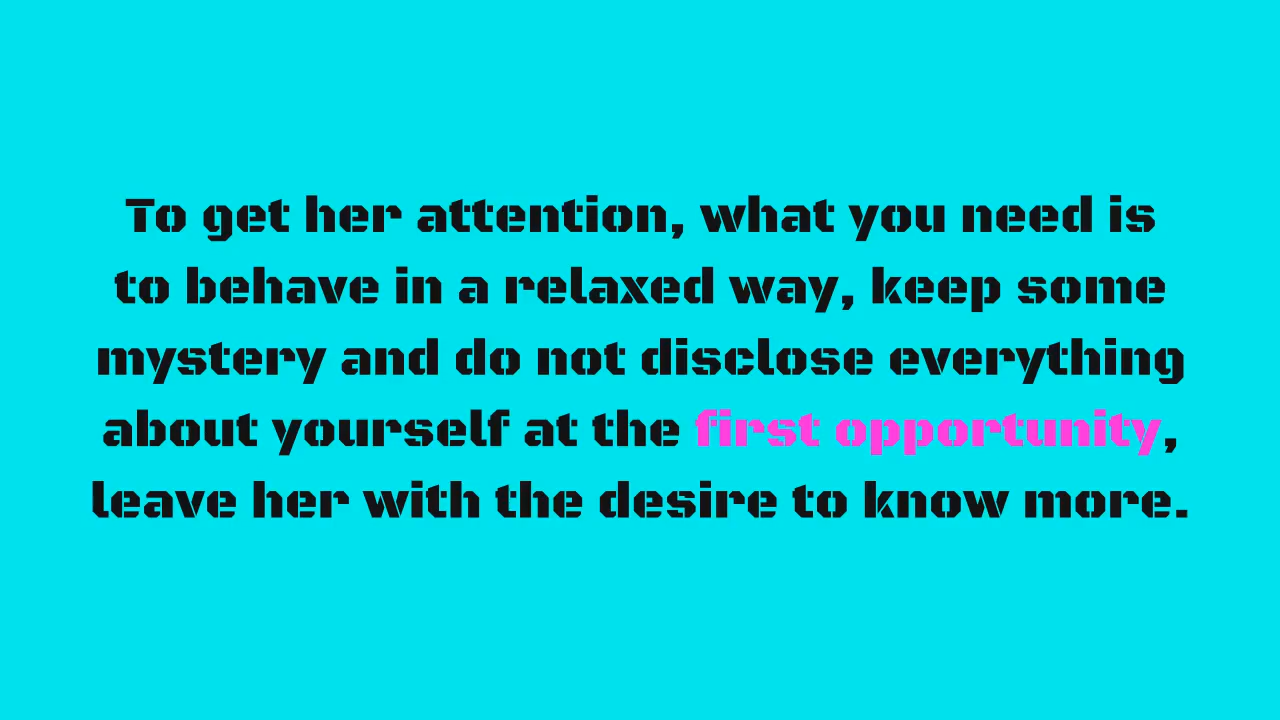 To get her attention, what you need is
to behave in a relaxed way, keep some
mystery and do not disclose everything
about yourself at the first opportunity,
leave her with the desire to know more.